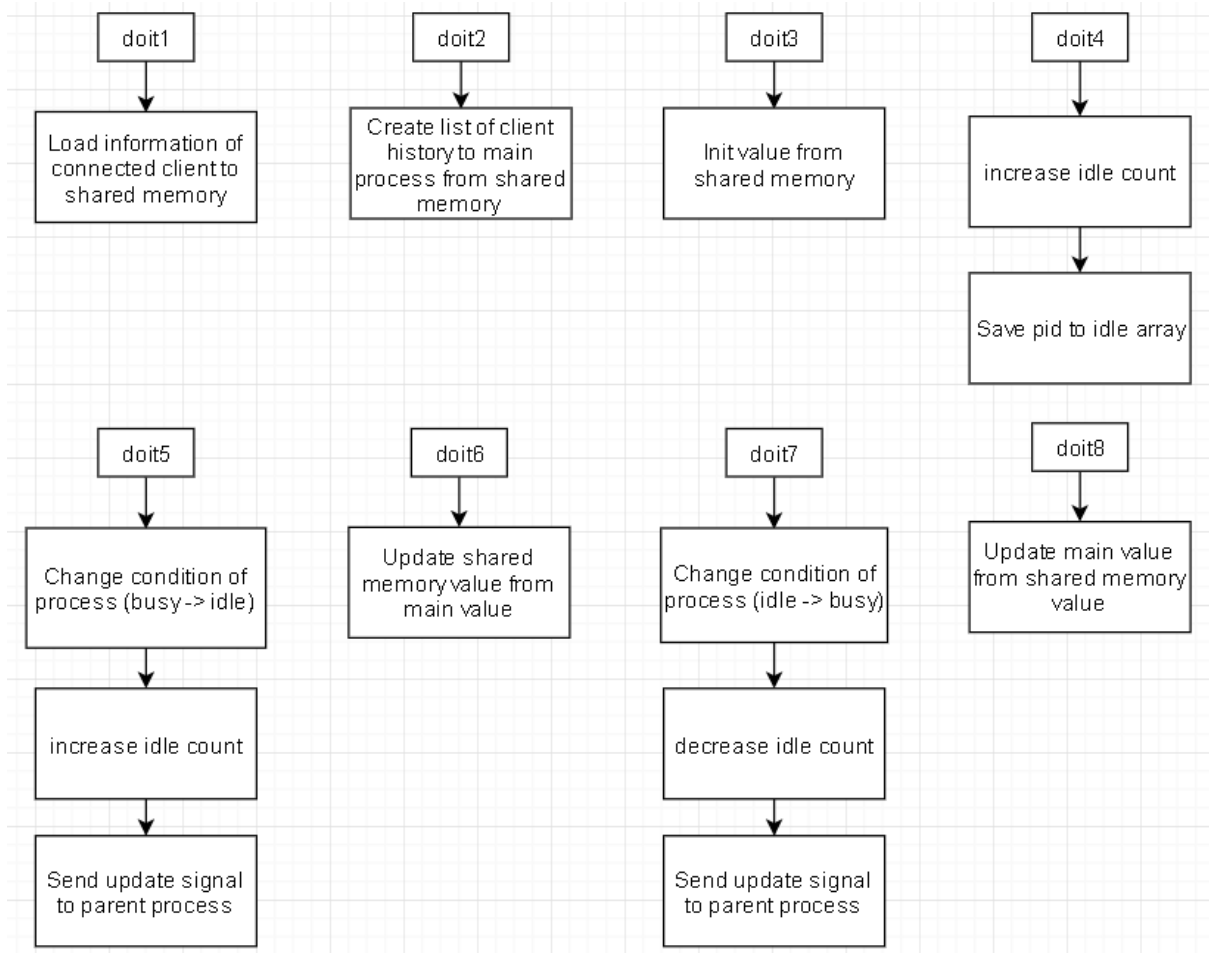 doit1
Load information of
connected client to
shared memory
doit2
Create list of client
history to main
process from shared
memory
doit3
Init value from
shared memory
doit4
increase idle count
Save pid to idle array
doit5
Change condition of
process (busy -> idle)
increase idle count
Send update signal
to parent process
doit6
Update shared
memory value from
main value
doit7
Change condition of
process (idle -> busy)
decrease idle count
Send update signal
to parent process
doit8
Update main value
from shared memory
value